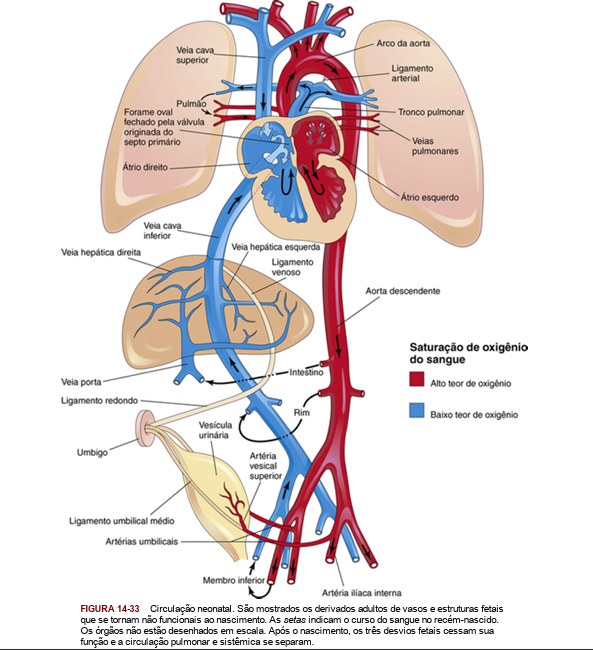 Veia cava
superior
Arco da aorta
Ligamento
arterial
Pulmão
Tronco pulmonar
Forame oval
fechado pela válvula
originada do
septo primário
Veias
pulmonares
Átrio direito
Átrio esquerdo
Veia cava
inferior
Veia hepática direita
Veia hepática esquerda
Ligamento
venoso
Aorta descendente
Saturação de oxigênio
do sangue
Alto teor de oxigênio
Baixo teor de oxigênio
Intestino
Veia porta
Ligamento redondo
Rim
Vesícula
urinária
Umbigo
Artéria
vesical
superior
Ligamento umbilical médio
Artérias umbilicais
Membro inferior
Artéria ilíaca interna
FIGURA 14-33 Circulação neonatal. São mostrados os derivados adultos de vasos e estruturas fetais
que se tornam não funcionais ao nascimento. As setas indicam o curso do sangue no recém-nascido.
Os órgãos não estão desenhados em escala. Após o nascimento, os três desvios fetais cessam sua
função e a circulação pulmonar e sistêmica se separam.